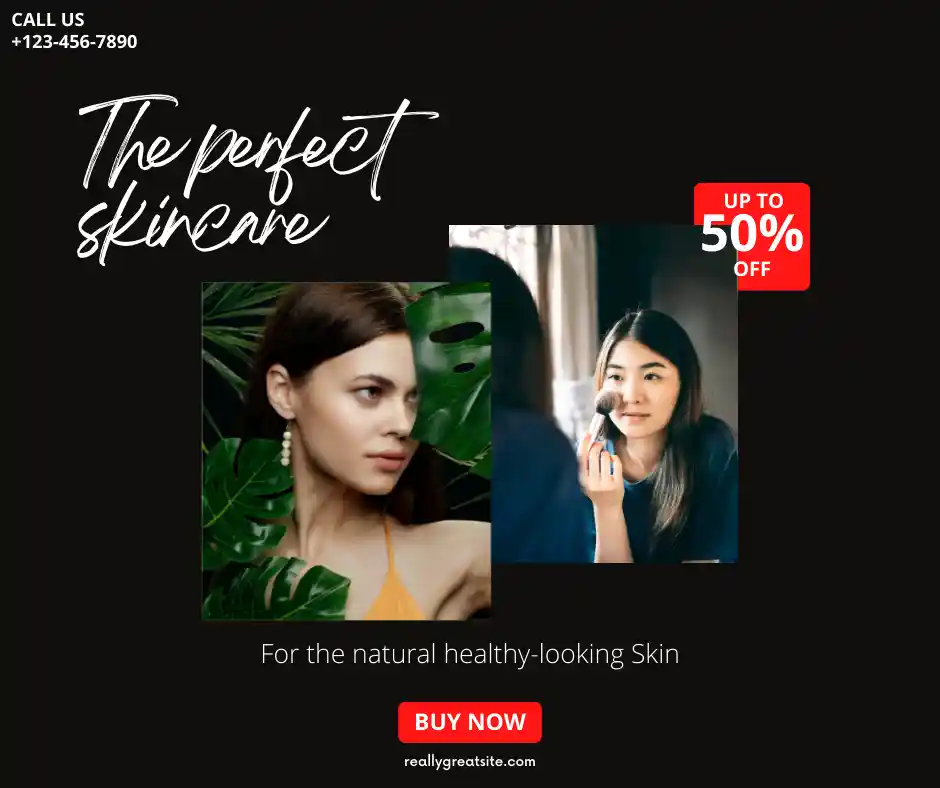 CALL US
+123-456-7890
The perfect
skincare
UP TO
50%
OFF
For the natural healthy-looking Skin
BUY NOW
reallygreatsite.com